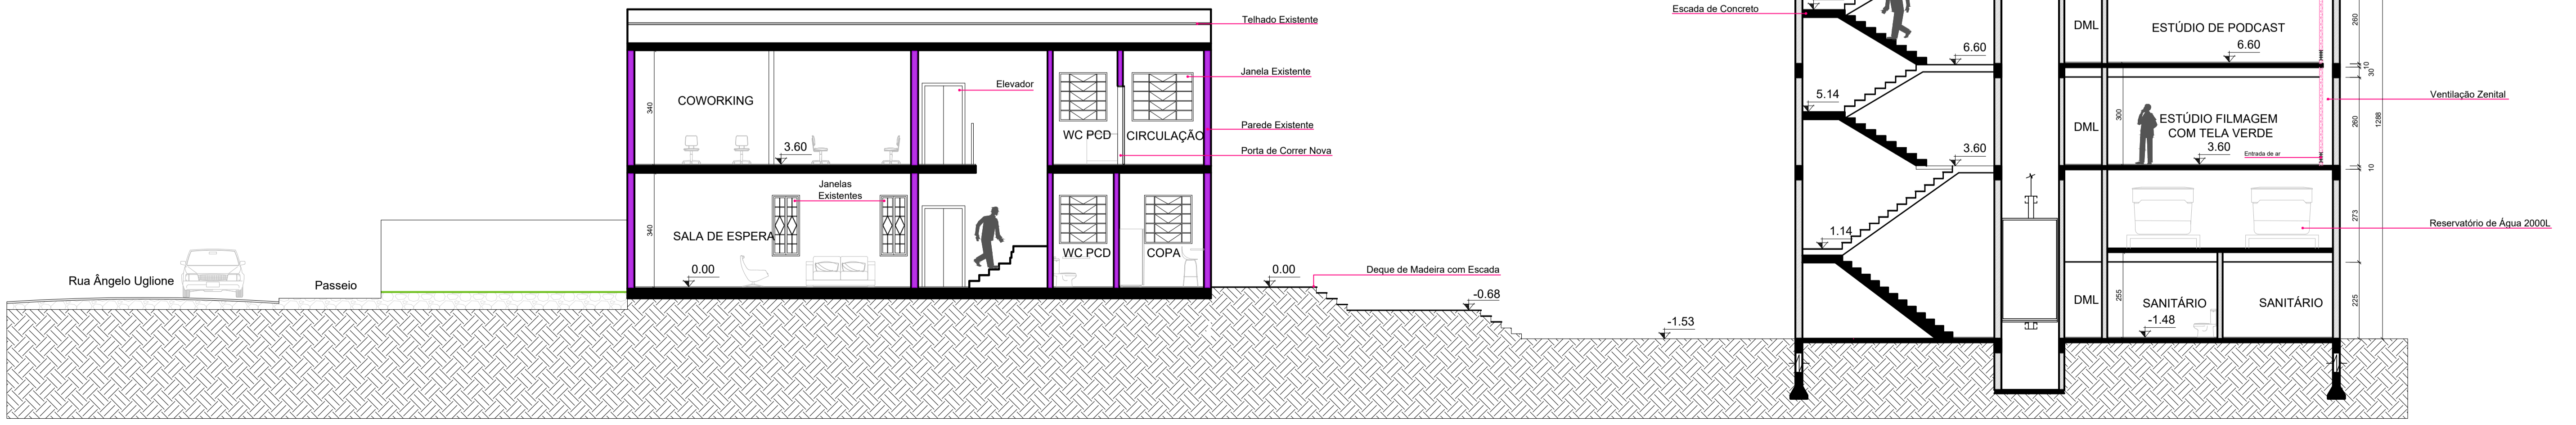 Telhado Existente
Janela Existente
Elevador
COWORKING
340
3.60
WC PCD
CIRCULAÇÃO
Parede Existente
Porta de Correr Nova
Janelas
Existentes
SALA DE ESPERA
340
0.00
WC PCD
COPA
Rua Ângelo Uglione
Passeio
0.00
Deque de Madeira com Escada
-0.68
-1.53
Escada de Concreto
6.60
5.14
3.60
1.14
DML
ESTÚDIO DE PODCAST
6.60
DML
300
ESTÚDIO FILMAGEM
COM TELA VERDE
3.60
Entrada de ar
Ventilação Zenital
Reservatório de Água 2000L
DML
255
SANITÁRIO
-1.48
SANITÁRIO
260
10
30
260
1288
10
273
225